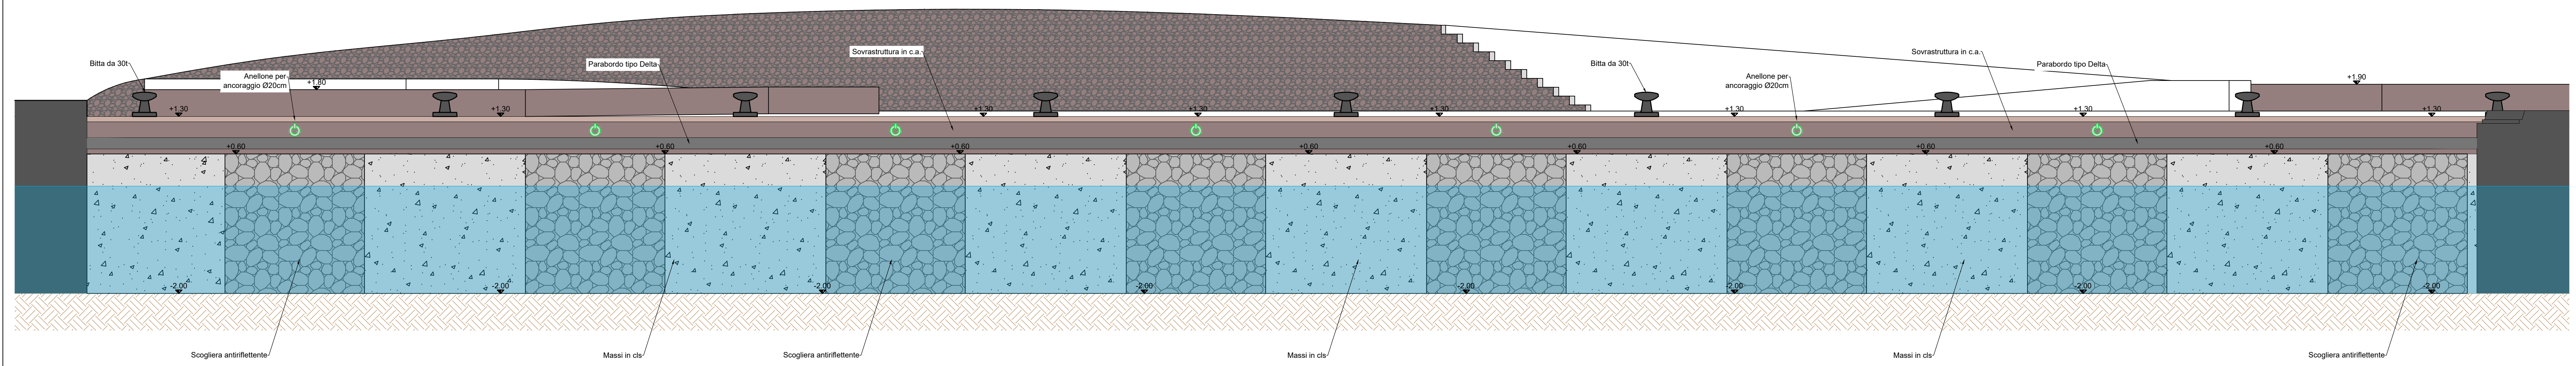 Sovrastruttura in c.a.
Sovrastruttura in c.a.
Bitta da 30t
Parabordo tipo Delta
Bitta da 30t
Parabordo tipo Delta
Anellone per
ancoraggio Ø20cm
Anellone per
ancoraggio Ø20cm
+1.80
+1.90
+1.30
+1.30
+1.30
+1.30
+1.30
+1.30
+1.30
+1.30
+0.60
+0.60
+0.60
+0.60
+0.60
+0.60
+0.60
-2.00
-2.00
-2.00
-2.00
-2.00
-2.00
-2.00
-2.00
Scogliera antiriflettente
Massi in cls
Scogliera antiriflettente
Massi in cls
Massi in cls
Scogliera antiriflettente